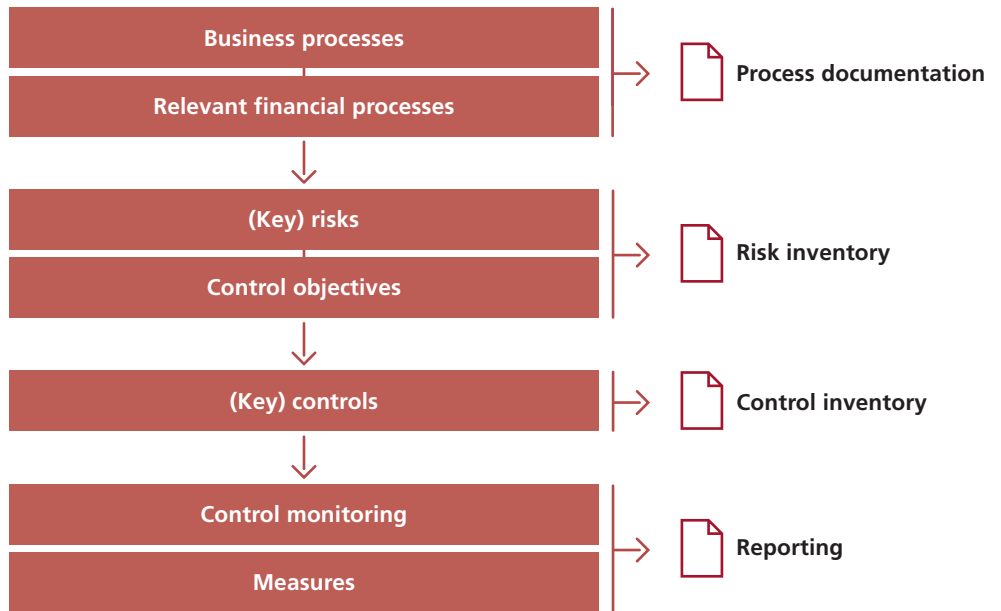 Business processes
Relevant financial processes
Process documentation
(Key) risks
Control objectives
Risk inventory
(Key) controls
Control inventory
Control monitoring
Measures
Reporting